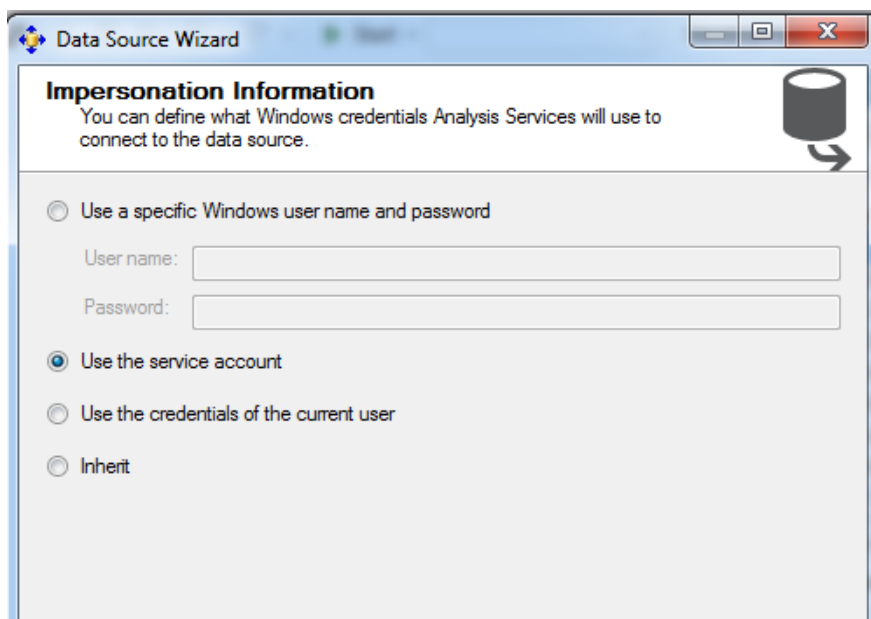 Data Source Wizard
Start
Impersonation Information
You can define what Windows credentials Analysis Services will use to
connect to the data source.
Use a specific Windows user name and password
User name:
Password:
Use the service account
Use the credentials of the current user
Inherit